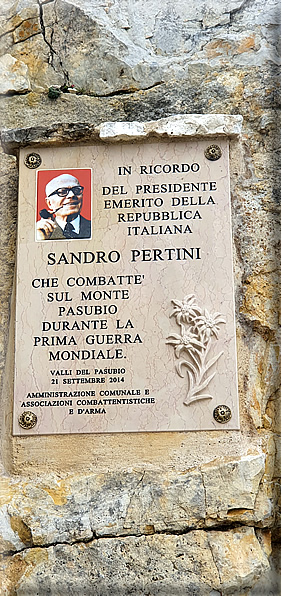 IN RICORDO
DEL PRESIDENTE
EMERITO DELLA
REPUBBLICA
ITALIANA
SANDRO PERTINI
CHE COMBATTE'
SUL MONTE
PASUBIO
DURANTE LA
PRIMA GUERRA
MONDIALE.
VALLI DEL PASUBIO
21 SETTEMBRE 2014
AMMINISTRAZIONE COMUNALE E
ASSOCIAZIONI COMBATTENTISTICHE
E D'ARMA